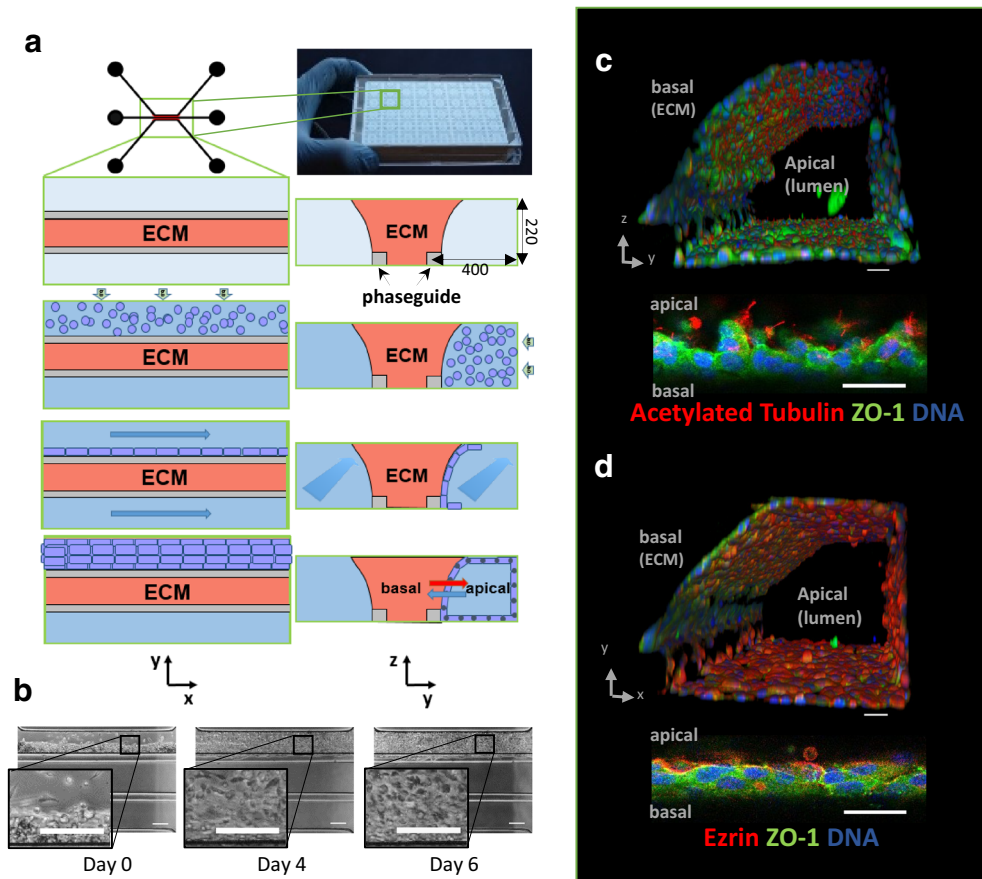 a
ECM
ECM
220
400
phaseguide
ECM
ECM
ECM
ECM
ECM
basal
apical
y
x
z
y
b
Day 0
Day 4
Day 6
c
basal
(ECM)
Apical
(lumen)
z
y
apical
basal
Acetylated Tubulin ZO-1 DNA
d
basal
(ECM)
Apical
(lumen)
y
x
apical
basal
Ezrin ZO-1 DNA